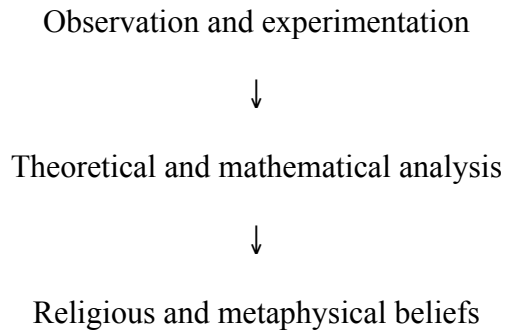 Observation and experimentation
↓
Theoretical and mathematical analysis
↓
Religious and metaphysical beliefs